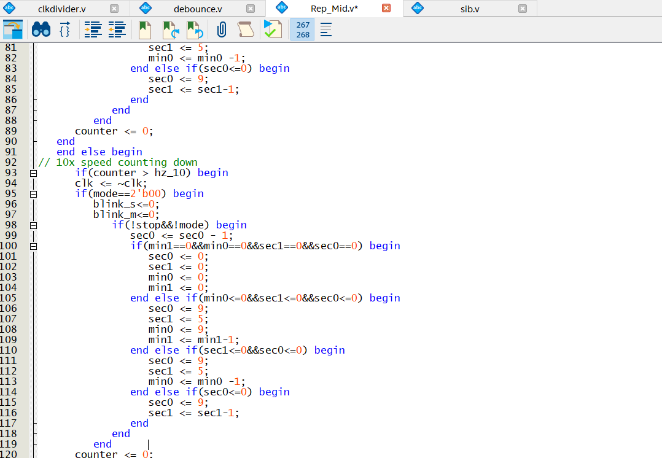 clkdivider.v debounce.v Rep_Mid.v* sib.v
267
268
81 sec1 <= 5;
82 min0 <= min0 -1;
83 end else if(sec0<=0) begin
84 sec0 <= 9;
85 sec1 <= sec1-1;
86 end
87 end
88 end
89 counter <= 0;
90 end
91 end else begin
92 // 10x speed counting down
93 if(counter > hz_10) begin
94 clk <= ~clk;
95 if(mode==2'b00) begin
96 blink_s<=0;
97 blink_m<=0;
98 if(!stop&&!mode) begin
99 sec0 <= sec0 - 1;
100 if(min1==0&&min0==0&&sec1==0&&sec0==0) begin
101 sec0 <= 0;
102 sec1 <= 0;
103 min0 <= 0;
104 min1 <= 0;
105 end else if(min0<=0&&sec1<=0&&sec0<=0) begin
106 sec0 <= 9;
107 sec1 <= 5;
108 min0 <= 9;
109 min1 <= min1-1;
110 end else if(sec1<=0&&sec0<=0) begin
111 sec0 <= 9;
112 sec1 <= 5;
113 min0 <= min0 -1;
114 end else if(sec0<=0) begin
115 sec0 <= 9;
116 sec1 <= sec1-1;
117 end
118 end
119 end
120 counter <= 0;